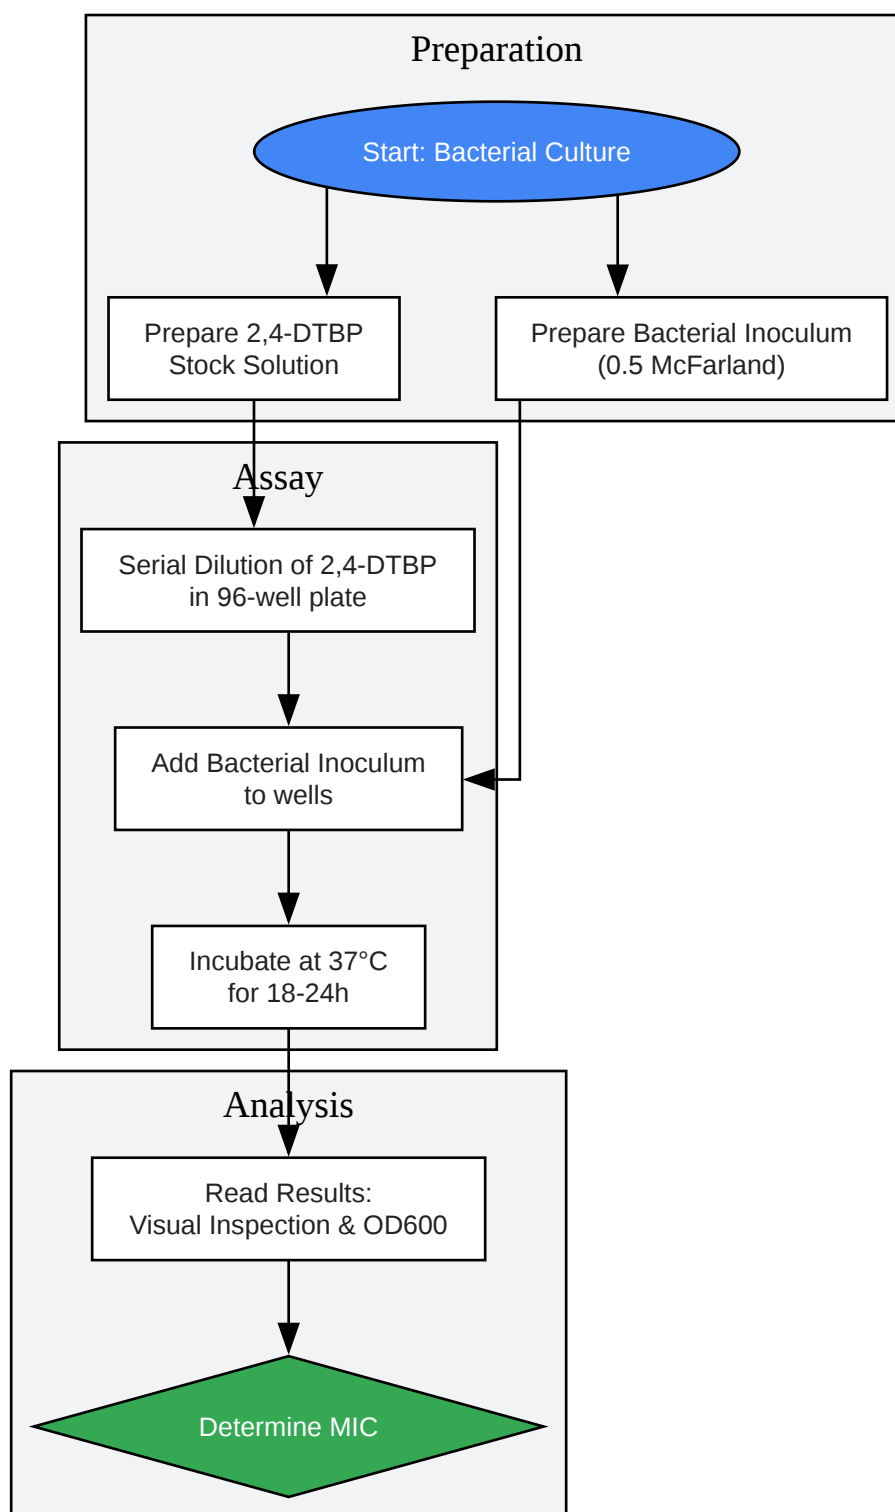 Preparation
Start: Bacterial Culture
Prepare 2,4-DTBP
Stock Solution
Prepare Bacterial Inoculum
(0.5 McFarland)
Assay
Serial Dilution of 2,4-DTBP
in 96-well plate
Add Bacterial Inoculum
to wells
Incubate at 37°C
for 18-24h
Analysis
Read Results:
Visual Inspection & OD600
Determine MIC